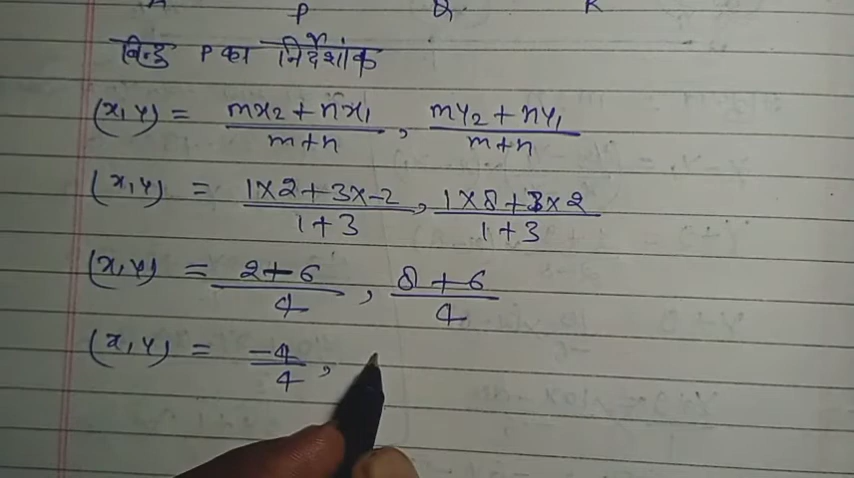 A P Q R
बिन्दु P का निर्देशांक
(x,y) = mx₂+nx₁/m+n , my₂+ny₁/m+n
(x,y) = 1×2+3×-2/1+3 , 1×8+3×2/1+3
(x,y) = 2+-6/4 , 8+6/4
(x,y) = -4/4 ,